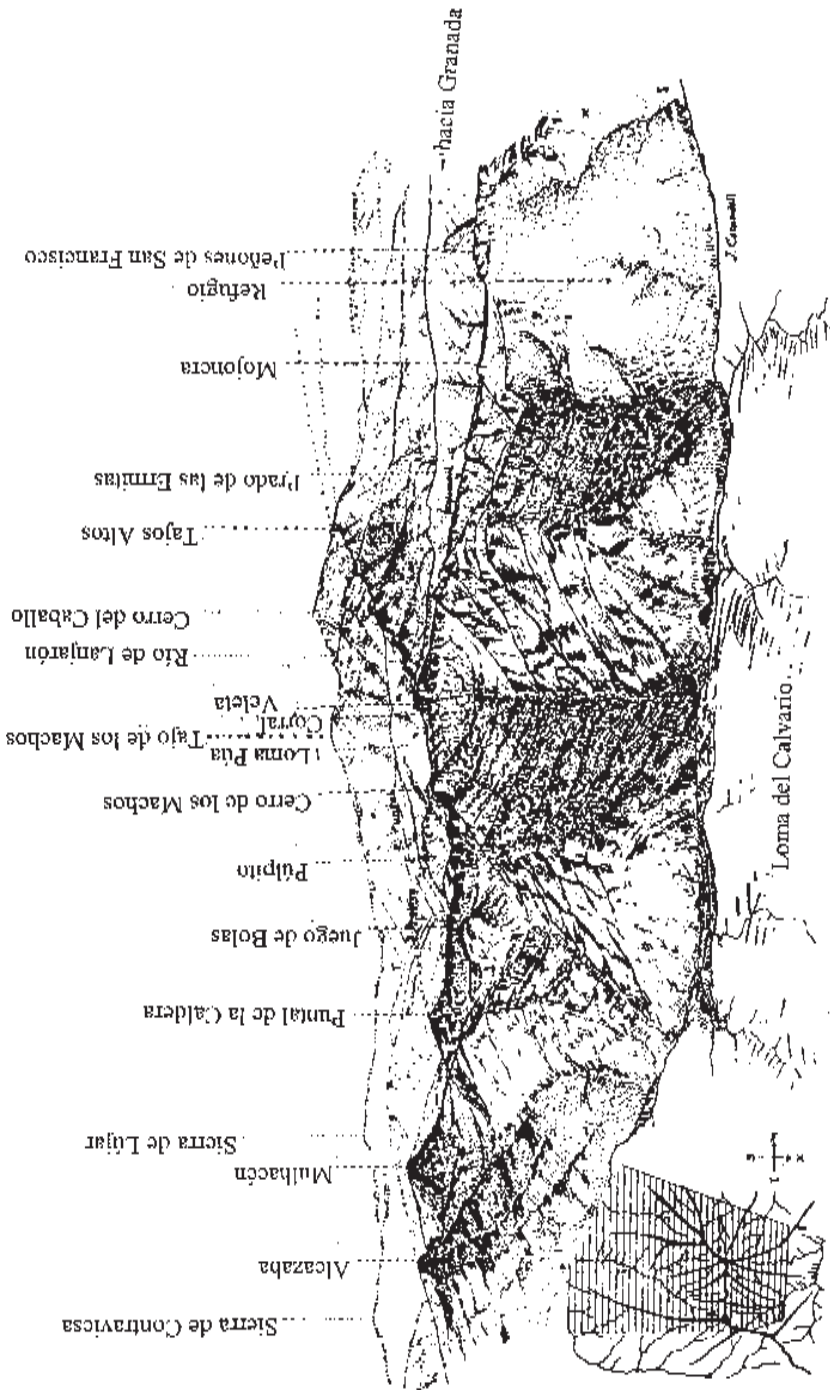 Sierra de Contraviesa
Alcazaba
Mulhacén
Sierra de Lújar
Puntal de la Caldera
Juego de Bolas
Púlpito
Cerro de los Machos
Loma Púa
Tajo de los Machos
Corral
Veleta
Río de Lanjarón
Cerro del Caballo
Tajos Altos
Prado de las Ermitas
Mojonera
Refugio
Peñones de San Francisco
hacia Granada
Loma del Calvario